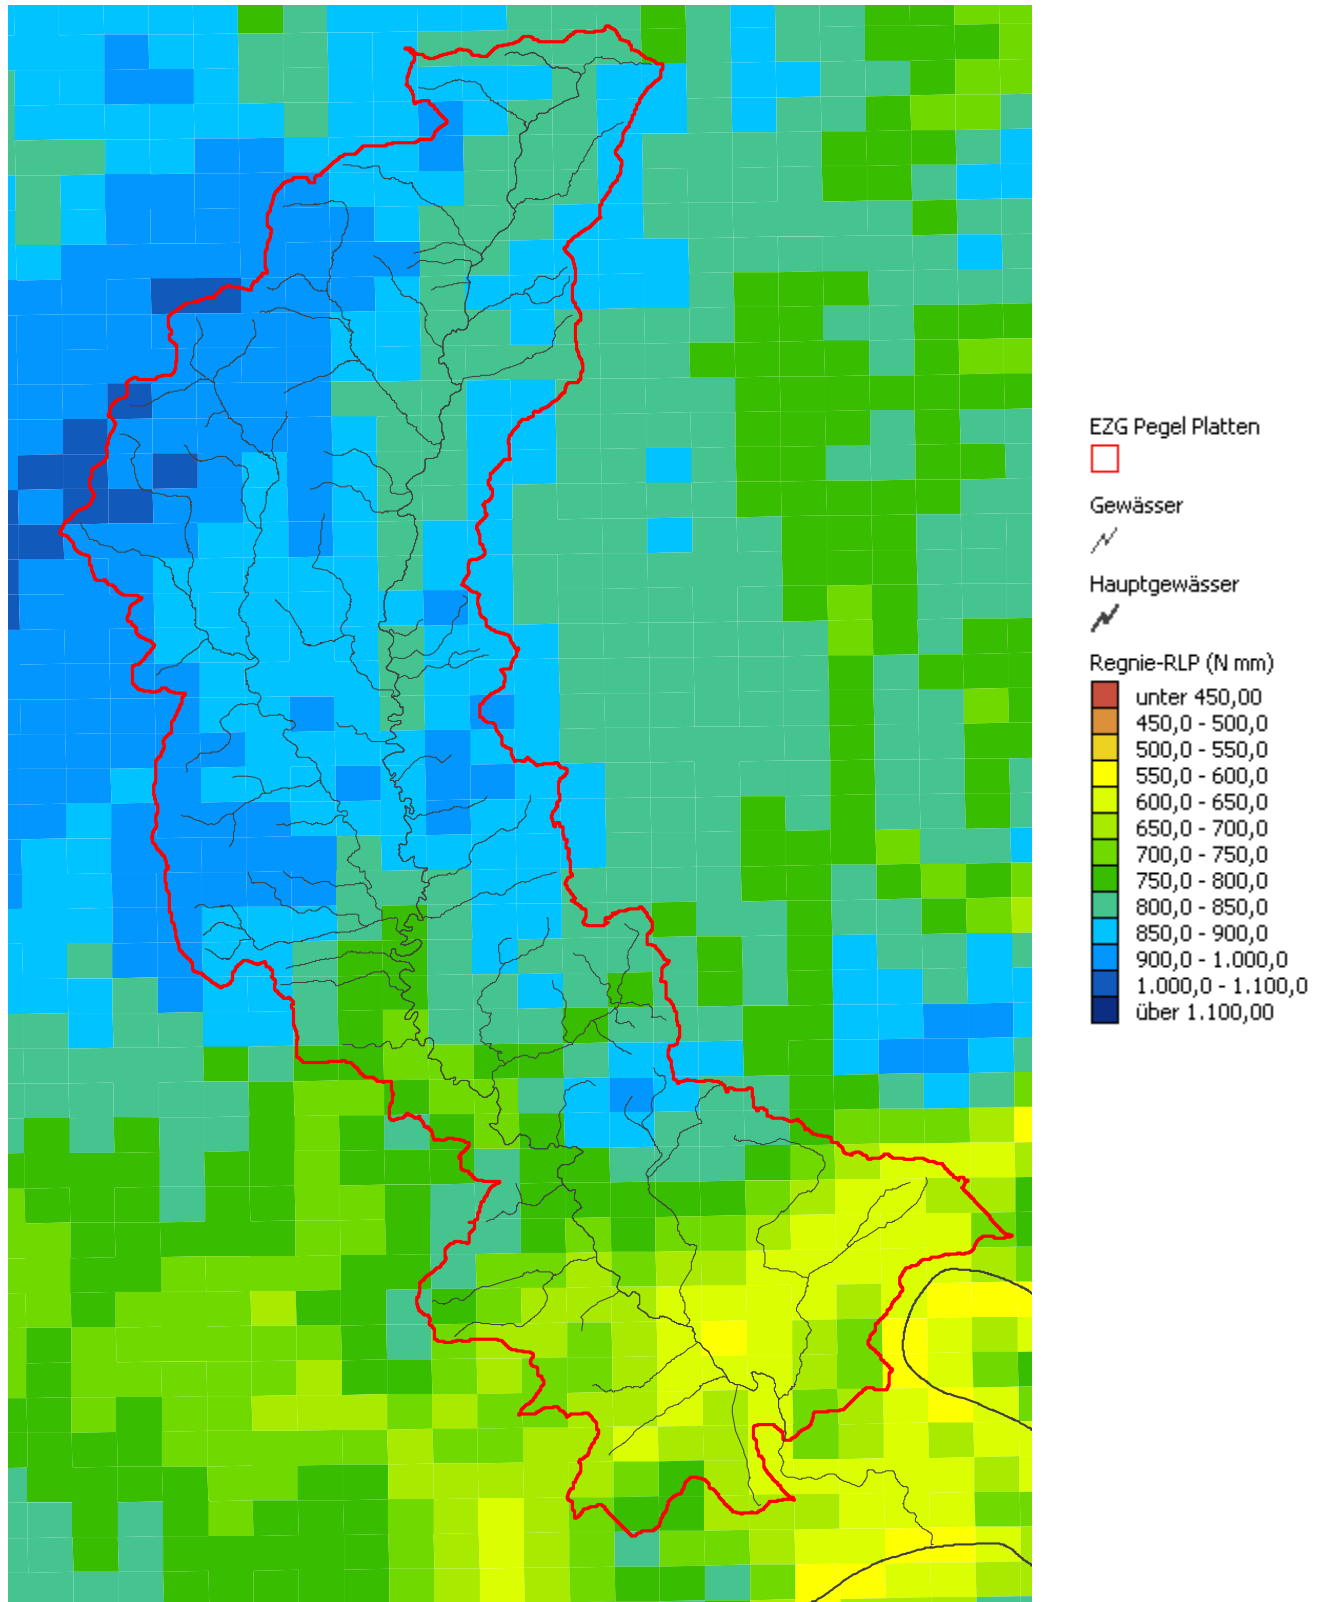 EZG Pegel Platten
Gewässer
Hauptgewässer
Regnie-RLP (N mm)
unter 450,00
450,0 - 500,0
500,0 - 550,0
550,0 - 600,0
600,0 - 650,0
650,0 - 700,0
700,0 - 750,0
750,0 - 800,0
800,0 - 850,0
850,0 - 900,0
900,0 - 1.000,0
1.000,0 - 1.100,0
über 1.100,00